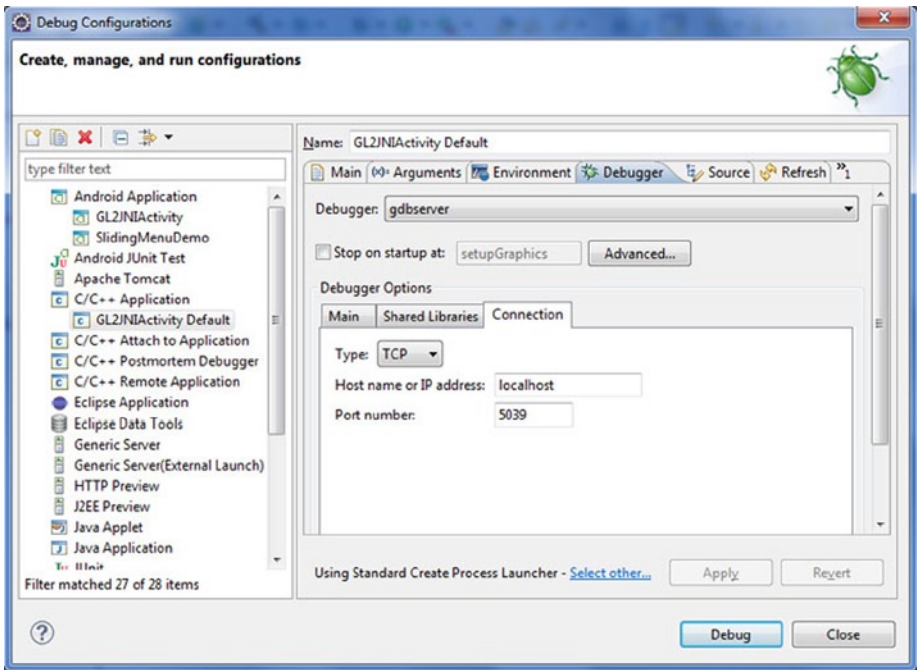 Debug Configurations
Create, manage, and run configurations
type filter text
Android Application
GL2JNIActivity
SlidingMenuDemo
Android JUnit Test
Apache Tomcat
C/C++ Application
GL2JNIActivity Default
C/C++ Attach to Application
C/C++ Postmortem Debugger
C/C++ Remote Application
Eclipse Application
Eclipse Data Tools
Generic Server
Generic Server(External Launch)
HTTP Preview
J2EE Preview
Java Applet
Java Application
Filter matched 27 of 28 items
Name: GL2JNIActivity Default
Main (x)= Arguments Environment Debugger Source Refresh »1
Debugger: gdbserver
Stop on startup at: setupGraphics Advanced...
Debugger Options
Main Shared Libraries Connection
Type: TCP
Host name or IP address: localhost
Port number: 5039
Using Standard Create Process Launcher - Select other... Apply Revert
? Debug Close